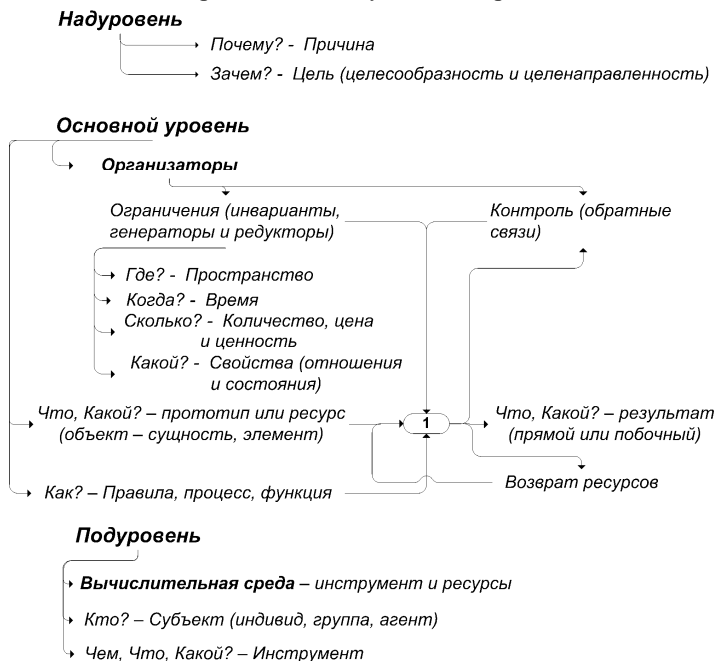 Надуровень
Почему? - Причина
Зачем? - Цель (целесообразность и целенаправленность)
Основной уровень
Организаторы
Ограничения (инварианты,
генераторы и редукторы)
Контроль (обратные
связи)
Где? - Пространство
Когда? - Время
Сколько? - Количество, цена
и ценность
Какой? - Свойства (отношения
и состояния)
Что, Какой? – прототип или ресурс
(объект – сущность, элемент)
1
Что, Какой? – результат
(прямой или побочный)
Возврат ресурсов
Как? – Правила, процесс, функция
Подуровень
Вычислительная среда – инструмент и ресурсы
Кто? – Субъект (индивид, группа, агент)
Чем, Что, Какой? – Инструмент